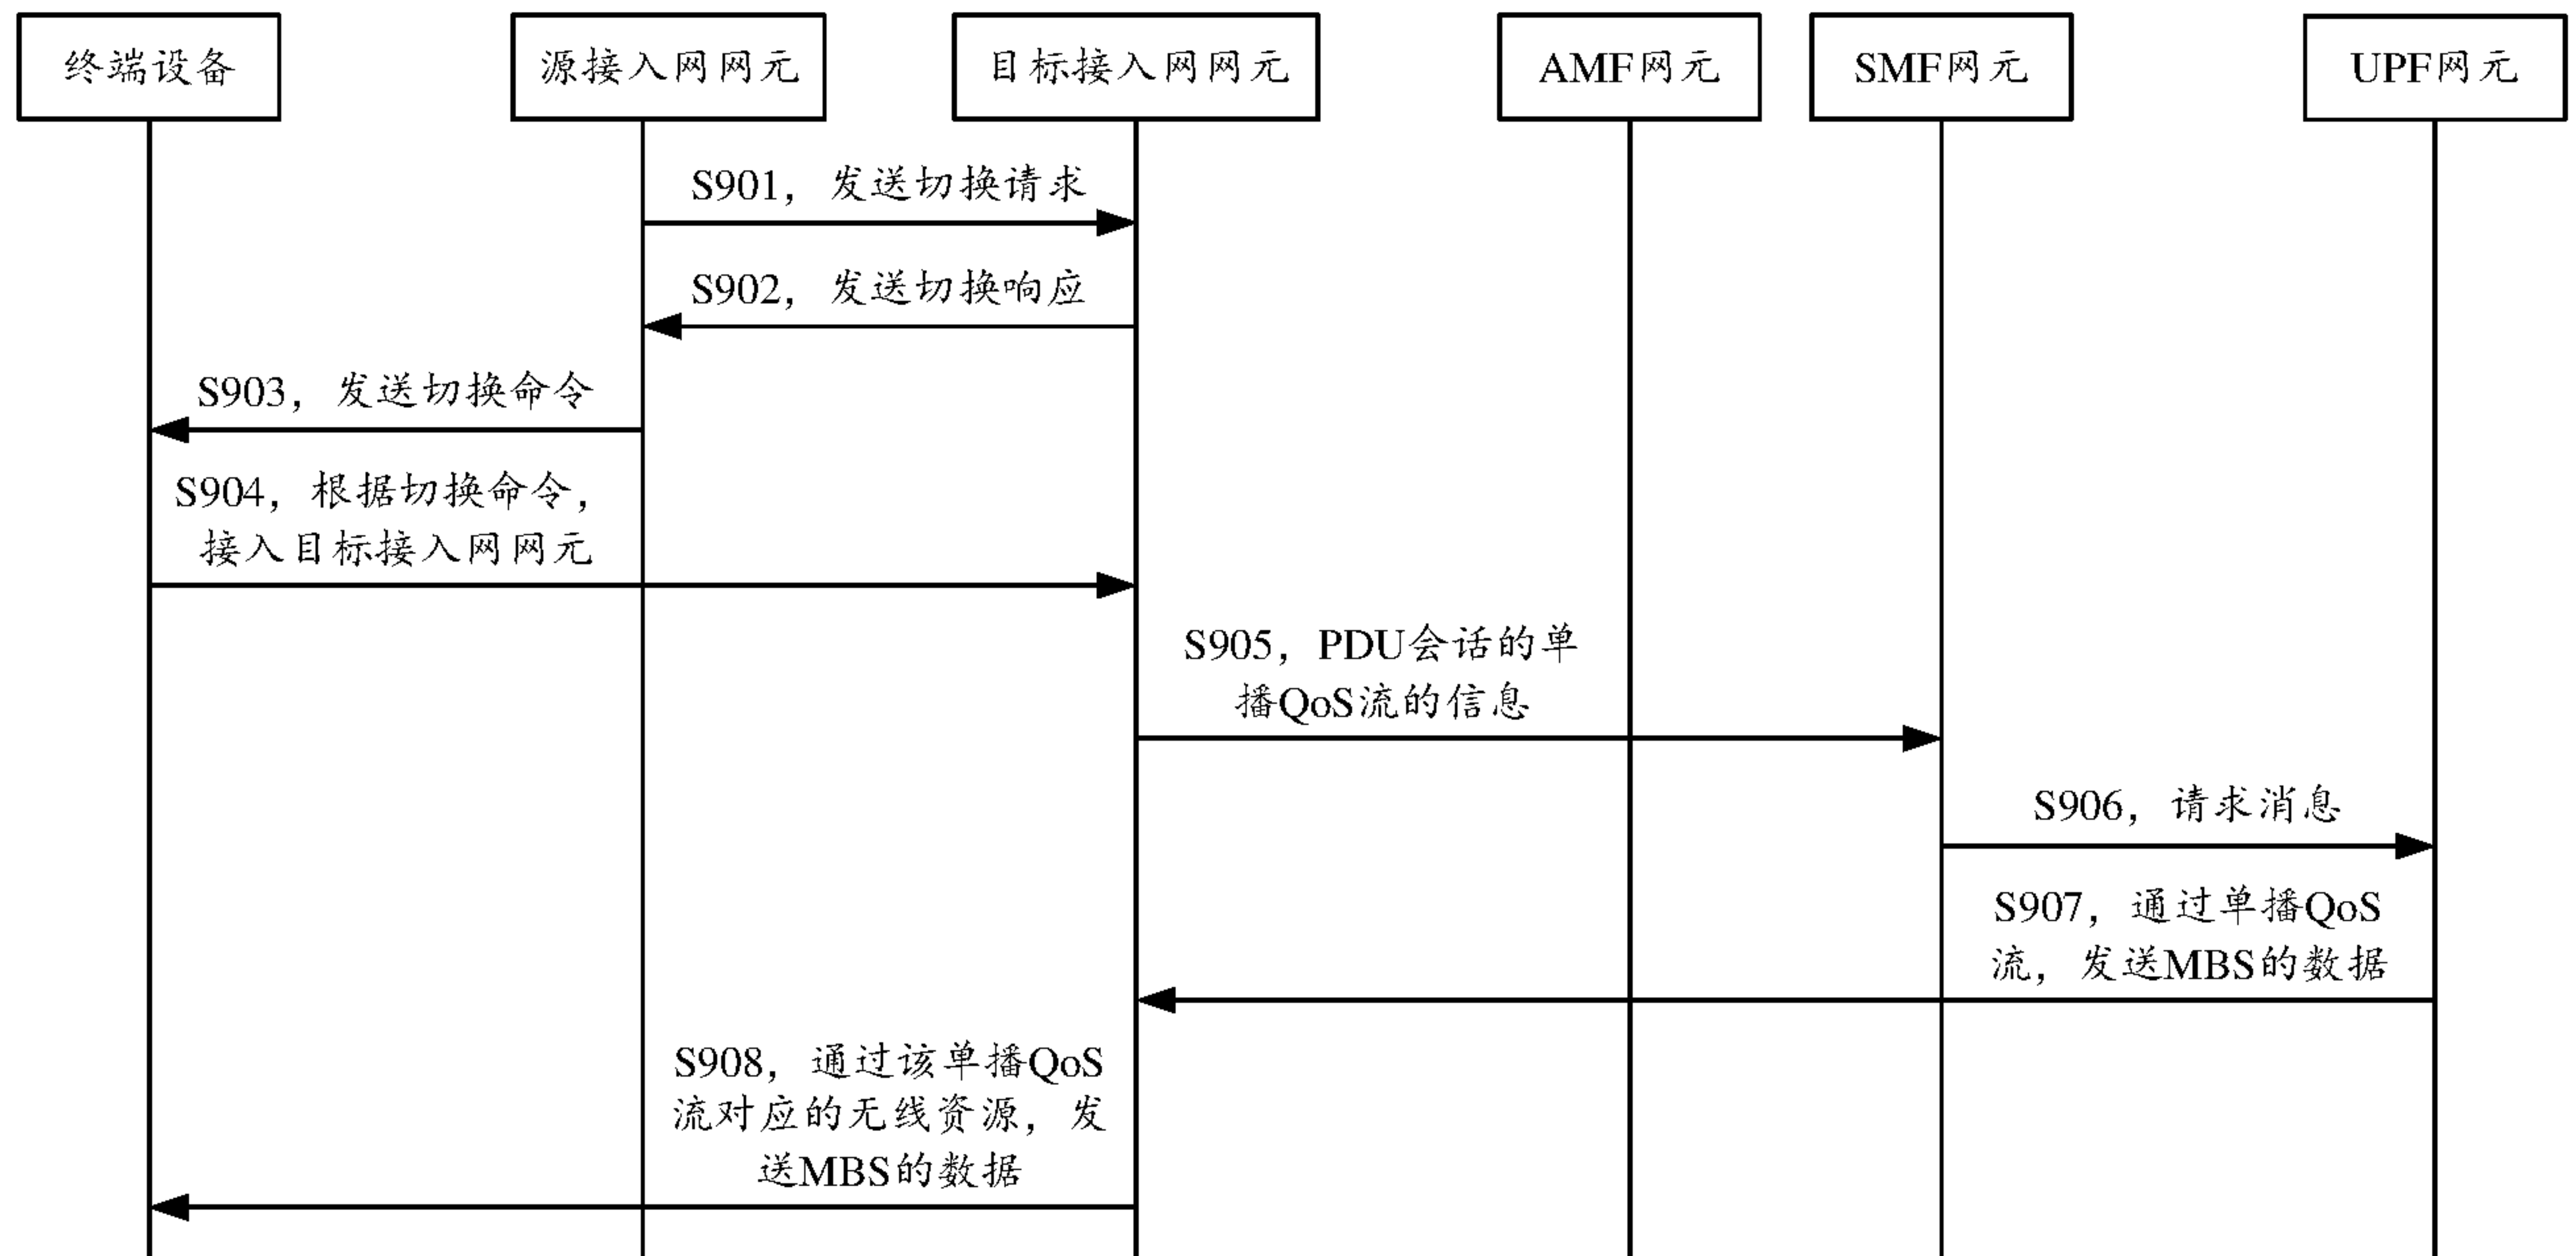 终端设备
源接入网网元
目标接入网网元
AMF网元
SMF网元
UPF网元
S901，发送切换请求
S902，发送切换响应
S903，发送切换命令
S904，根据切换命令，
接入目标接入网网元
S905，PDU会话的单
播QoS流的信息
S906，请求消息
S907，通过单播QoS
流，发送MBS的数据
S908，通过该单播QoS
流对应的无线资源，发
送MBS的数据